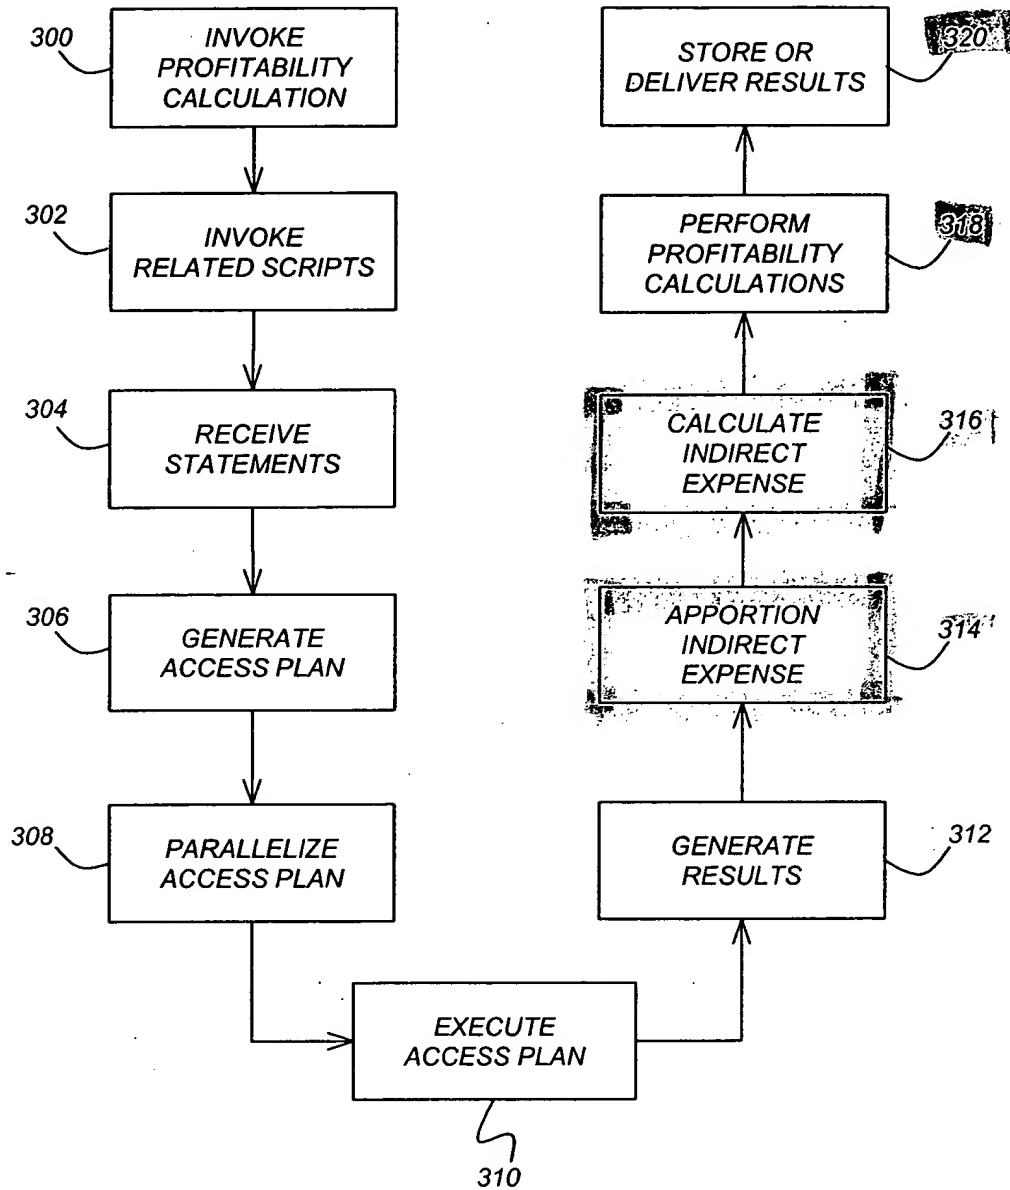 300
INVOKE
PROFITABILITY
CALCULATION
302
INVOKE
RELATED SCRIPTS
304
RECEIVE
STATEMENTS
306
GENERATE
ACCESS PLAN
308
PARALLELIZE
ACCESS PLAN
EXECUTE
ACCESS PLAN
310
GENERATE
RESULTS
312
APPORTION
INDIRECT
EXPENSE
314
CALCULATE
INDIRECT
EXPENSE
316
PERFORM
PROFITABILITY
CALCULATIONS
318
STORE OR
DELIVER RESULTS
320